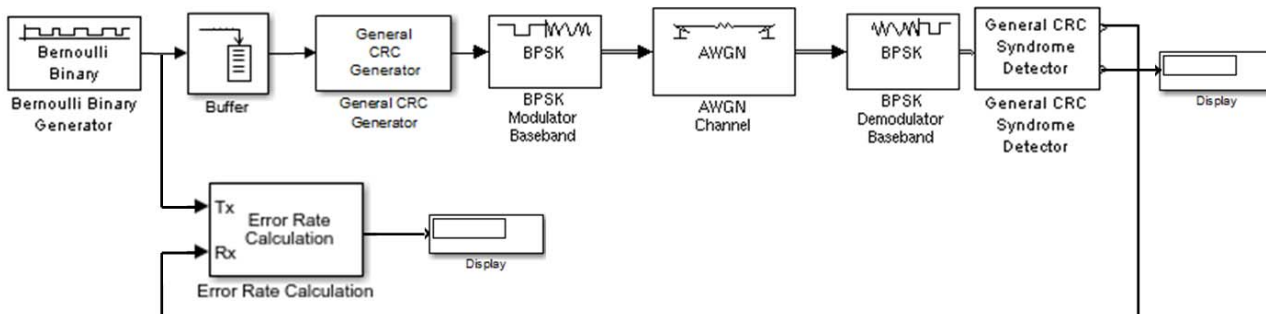 Bernoulli
Binary
Bernoulli Binary
Generator
Buffer
General
CRC
Generator
General CRC
Generator
BPSK
BPSK
Modulator
Baseband
AWGN
AWGN
Channel
BPSK
BPSK
Demodulator
Baseband
General CRC
Syndrome
Detector
General CRC
Syndrome
Detector
Display
Tx
Rx
Error Rate
Calculation
Error Rate Calculation
Display